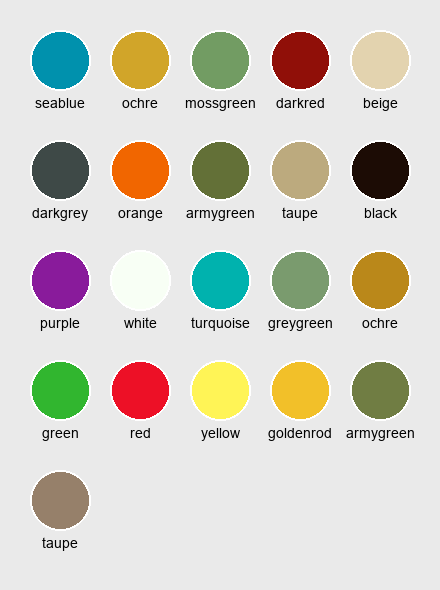 seablue ochre mossgreen darkred beige
darkgrey orange armygreen taupe black
purple white turquoise greygreen ochre
green red yellow goldenrod armygreen
taupe